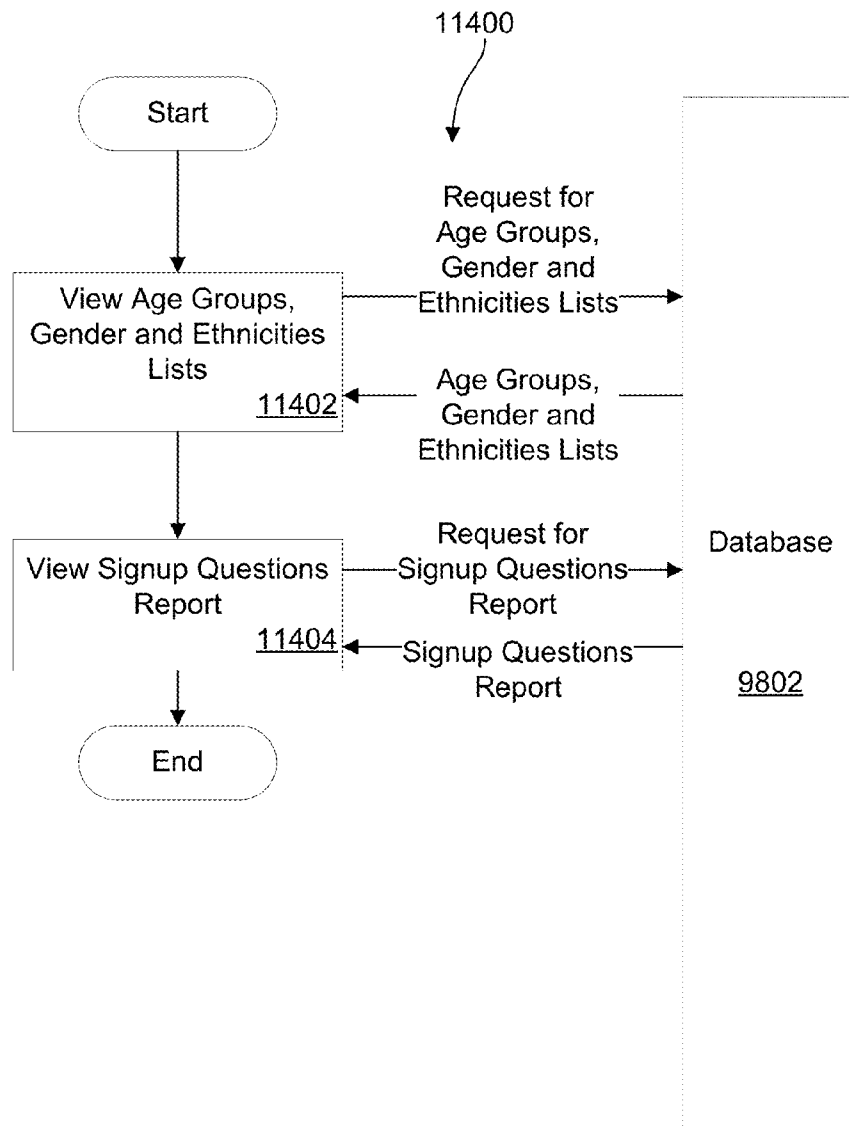 11400
Start
Request for
Age Groups,
Gender and
Ethnicities Lists
View Age Groups,
Gender and Ethnicities
Lists
11402
Age Groups,
Gender and
Ethnicities Lists
Request for
Signup Questions
Report
Database
View Signup Questions
Report
11404
Signup Questions
Report
9802
End